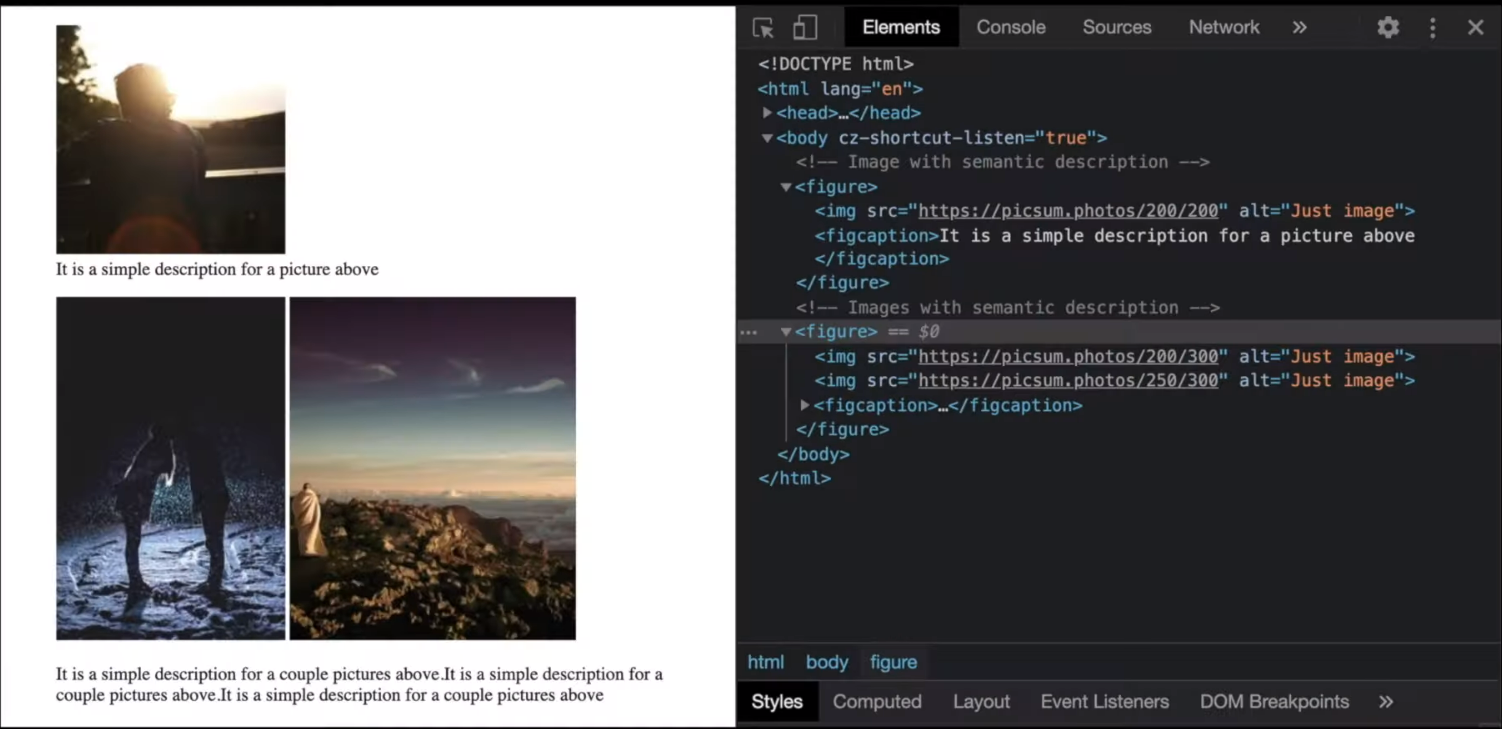 It is a simple description for a picture above
It is a simple description for a couple pictures above.It is a simple description for a
couple pictures above.It is a simple description for a couple pictures above
Elements Console Sources Network »
<!DOCTYPE html>
<html lang="en">
<head>…</head>
<body cz-shortcut-listen="true">
<!-- Image with semantic description -->
<figure>
<img src="https://picsum.photos/200/200" alt="Just image">
<figcaption>It is a simple description for a picture above
</figcaption>
</figure>
<!-- Images with semantic description -->
… <figure> == $0
<img src="https://picsum.photos/200/300" alt="Just image">
<img src="https://picsum.photos/250/300" alt="Just image">
<figcaption>…</figcaption>
</figure>
</body>
</html>
html body figure
Styles Computed Layout Event Listeners DOM Breakpoints »